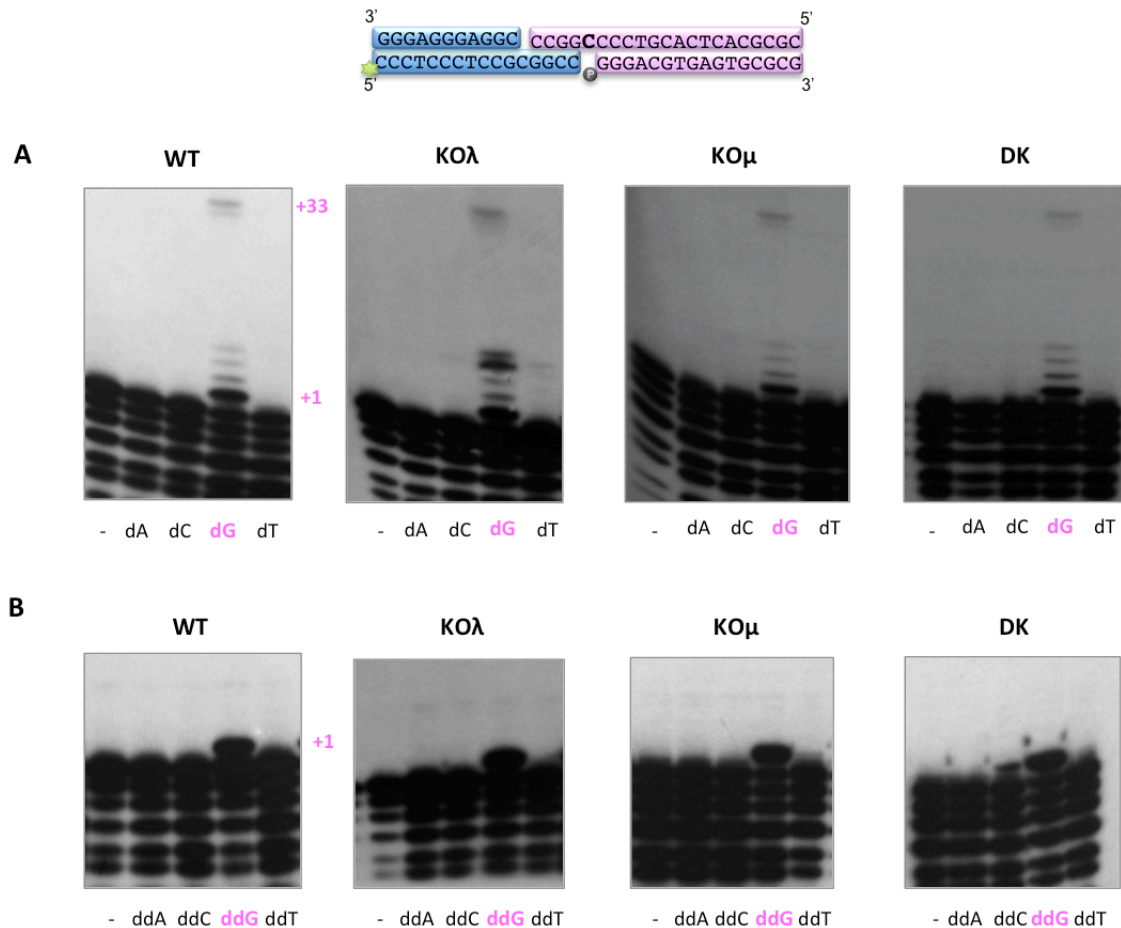 3' 5'
GGGAGGGAGGC CCGGCCCCTGCACTCACGCGC
CCCTCCCTCCGCGGCC P GGGACGTGAGTGCGCG
5' 3'
A
WT KOλ KOμ DK
+33
+1
- dA dC dG dT - dA dC dG dT - dA dC dG dT - dA dC dG dT
B
WT KOλ KOμ DK
+1
- ddA ddC ddG ddT - ddA ddC ddG ddT - ddA ddC ddG ddT - ddA ddC ddG ddT